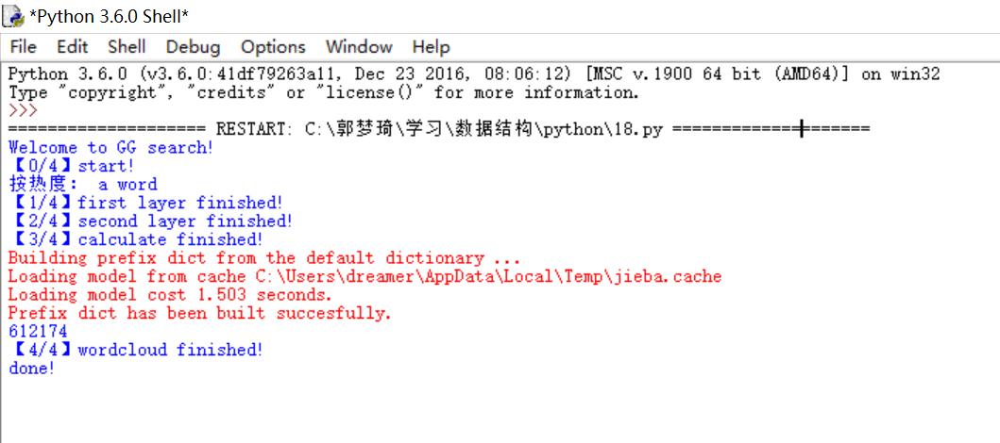 *Python 3.6.0 Shell*
File Edit Shell Debug Options Window Help
Python 3.6.0 (v3.6.0:41df79263a11, Dec 23 2016, 08:06:12) [MSC v.1900 64 bit (AMD64)] on win32
Type "copyright", "credits" or "license()" for more information.
>>>
==================== RESTART: C:\郭梦琦\学习\数据结构\python\18.py ====================
Welcome to GG search!
【0/4】start!
按热度： a word
【1/4】first layer finished!
【2/4】second layer finished!
【3/4】calculate finished!
Building prefix dict from the default dictionary ...
Loading model from cache C:\Users\dreamer\AppData\Local\Temp\jieba.cache
Loading model cost 1.503 seconds.
Prefix dict has been built succesfully.
612174
【4/4】wordcloud finished!
done!